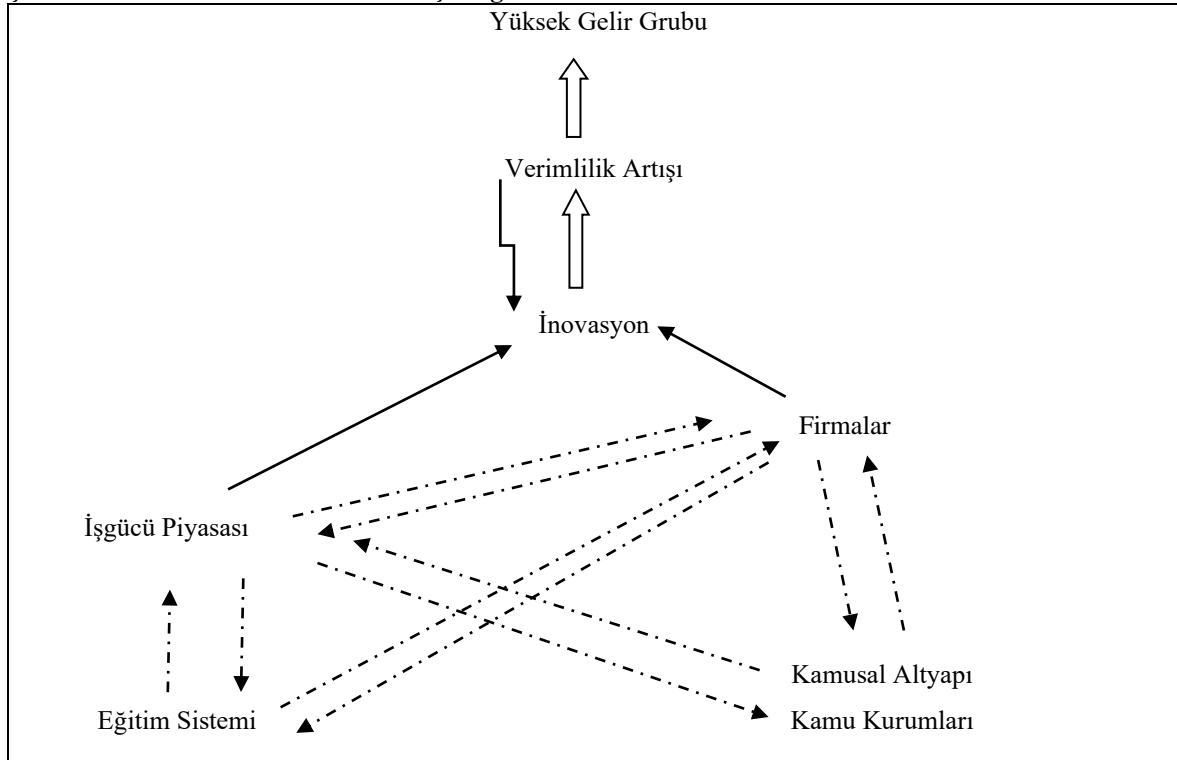 Yüksek Gelir Grubu
Verimlilik Artışı
İnovasyon
Firmalar
İşgücü Piyasası
Kamusal Altyapı
Eğitim Sistemi
Kamu Kurumları